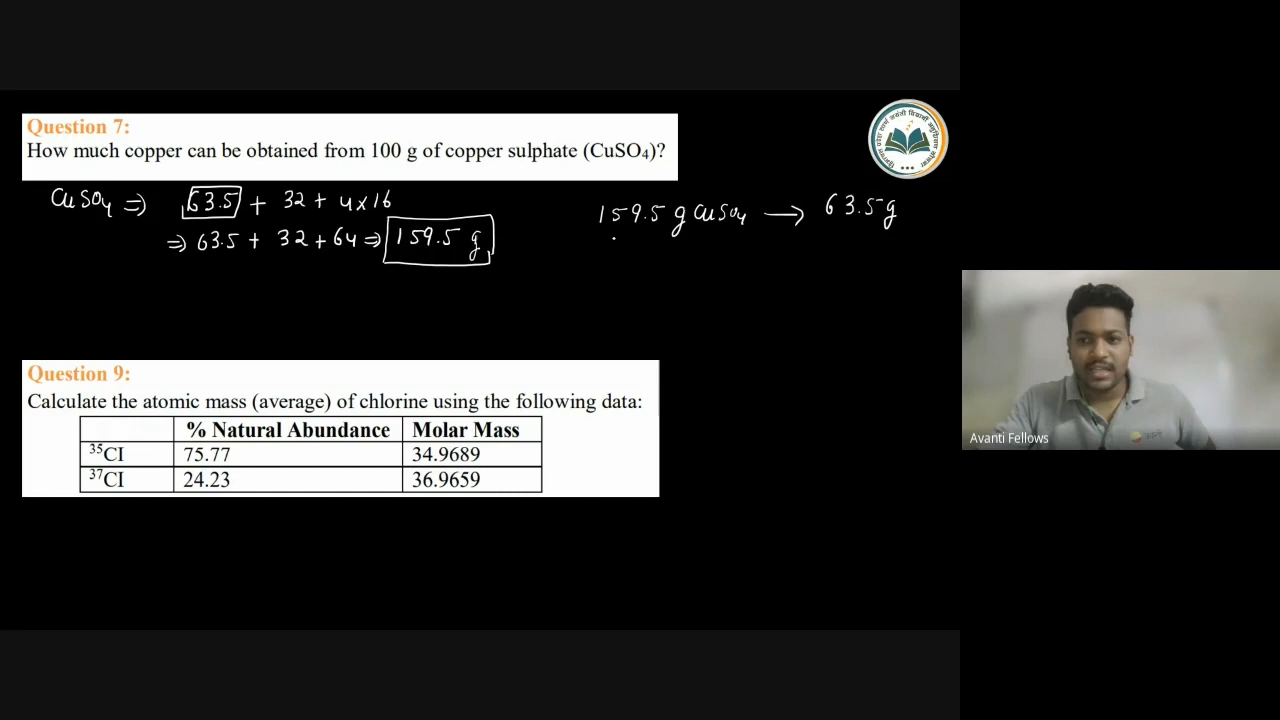 Question 7:
How much copper can be obtained from 100 g of copper sulphate (CuSO₄)?
CuSO₄ ⇒ 63.5 + 32 + 4×16
⇒ 63.5 + 32 + 64 ⇒ 159.5 g
159.5 g CuSO₄ → 63.5 g
Question 9:
Calculate the atomic mass (average) of chlorine using the following data:
% Natural Abundance Molar Mass
³⁵Cl 75.77 34.9689
³⁷Cl 24.23 36.9659
Avanti Fellows